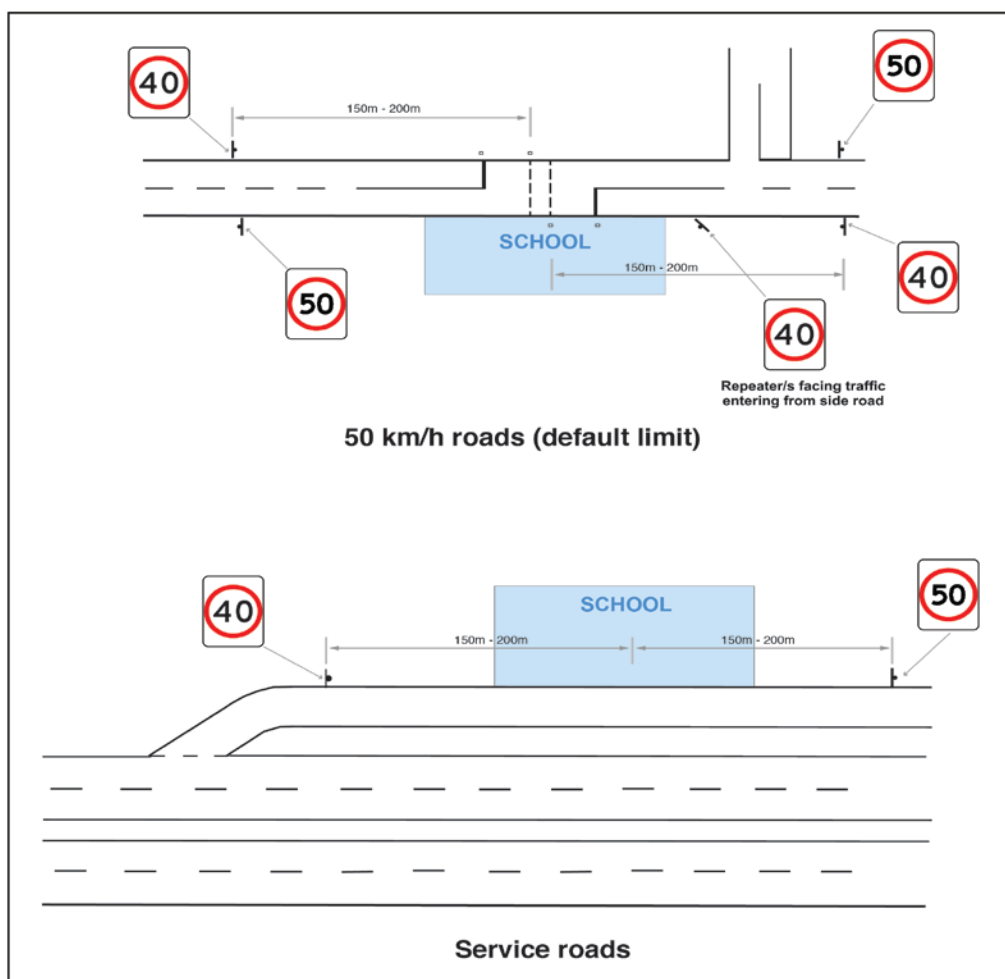 40
50
150m - 200m
50
SCHOOL
150m - 200m
40
40
Repeater/s facing traffic
entering from side road
50 km/h roads (default limit)
40
SCHOOL
50
150m - 200m
150m - 200m
Service roads